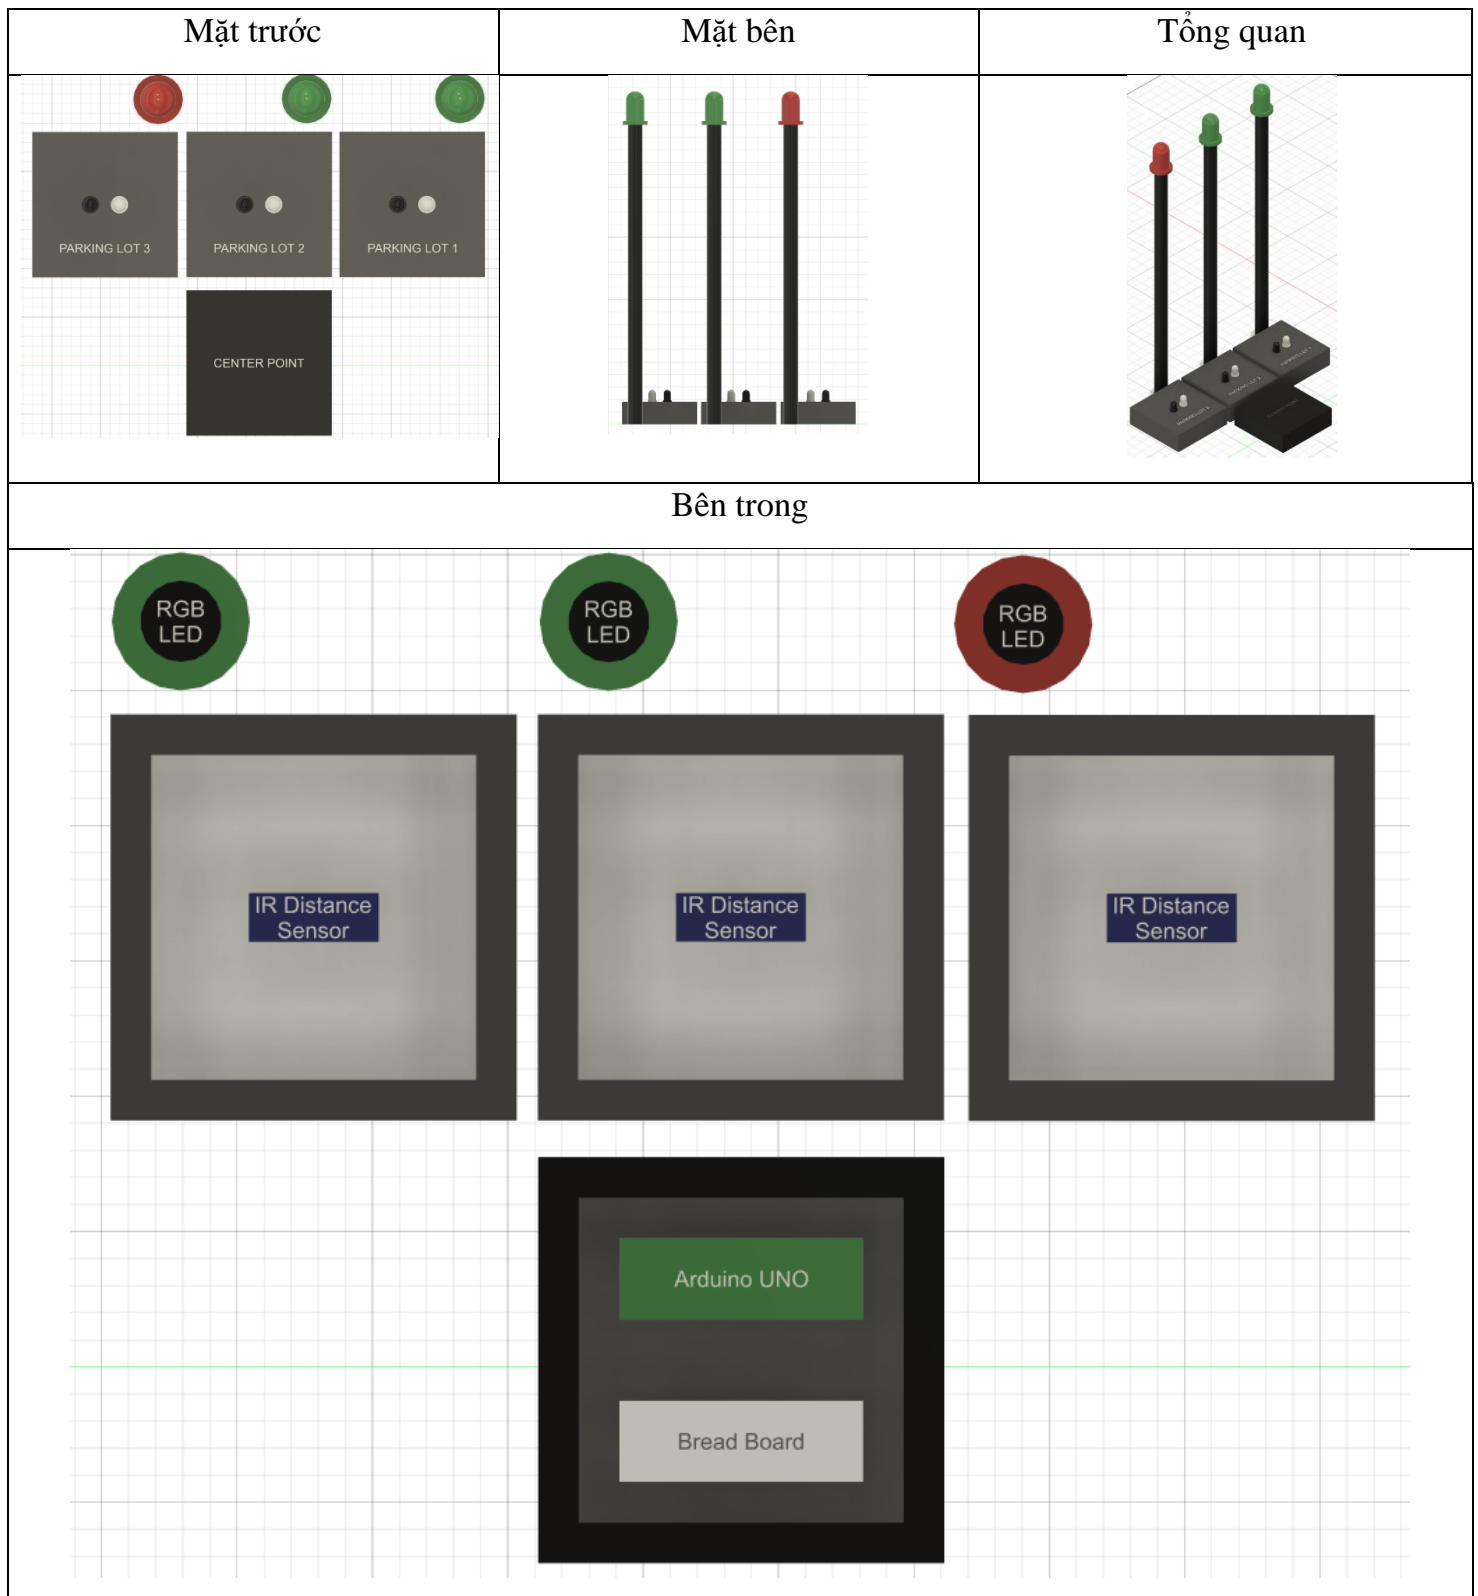 Mặt trước
Mặt bên
Tổng quan
PARKING LOT 3
PARKING LOT 2
PARKING LOT 1
CENTER POINT
Bên trong
RGB
LED
RGB
LED
RGB
LED
IR Distance
Sensor
IR Distance
Sensor
IR Distance
Sensor
Arduino UNO
Bread Board